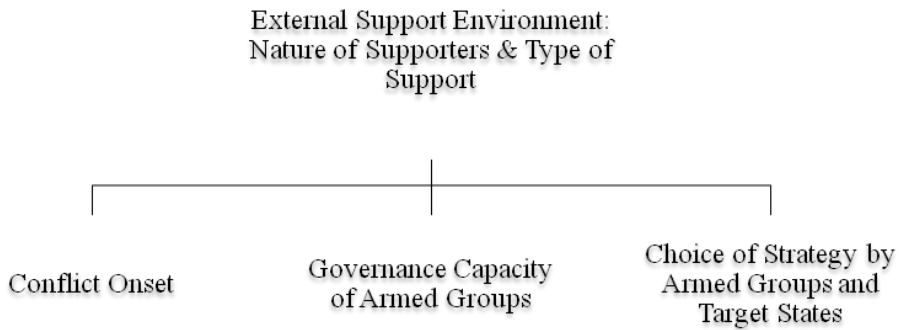 External Support Environment:
Nature of Supporters & Type of
Support
Conflict Onset
Governance Capacity
of Armed Groups
Choice of Strategy by
Armed Groups and
Target States